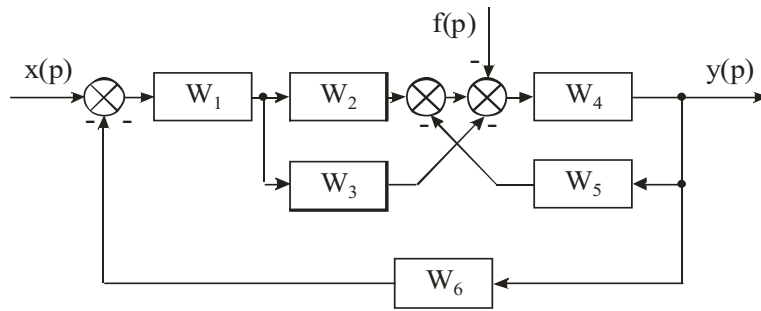 f(p)
-
x(p)
y(p)
W₁
W₂
W₄
- -
-
-
W₃
W₅
W₆